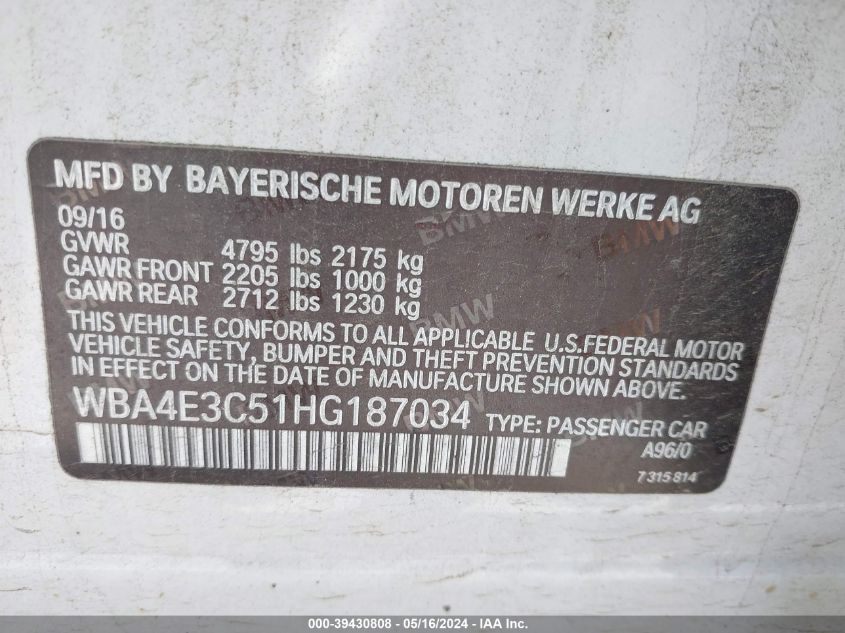 MFD BY BAYERISCHE MOTOREN WERKE AG
09/16
GVWR 4795 lbs 2175 kg
GAWR FRONT 2205 lbs 1000 kg
GAWR REAR 2712 lbs 1230 kg
THIS VEHICLE CONFORMS TO ALL APPLICABLE U.S.FEDERAL MOTOR
VEHICLE SAFETY, BUMPER AND THEFT PREVENTION STANDARDS
IN EFFECT ON THE DATE OF MANUFACTURE SHOWN ABOVE.
WBA4E3C51HG187034 TYPE: PASSENGER CAR
A96/0
7 315 814
000-39430808 - 05/16/2024 - IAA Inc.